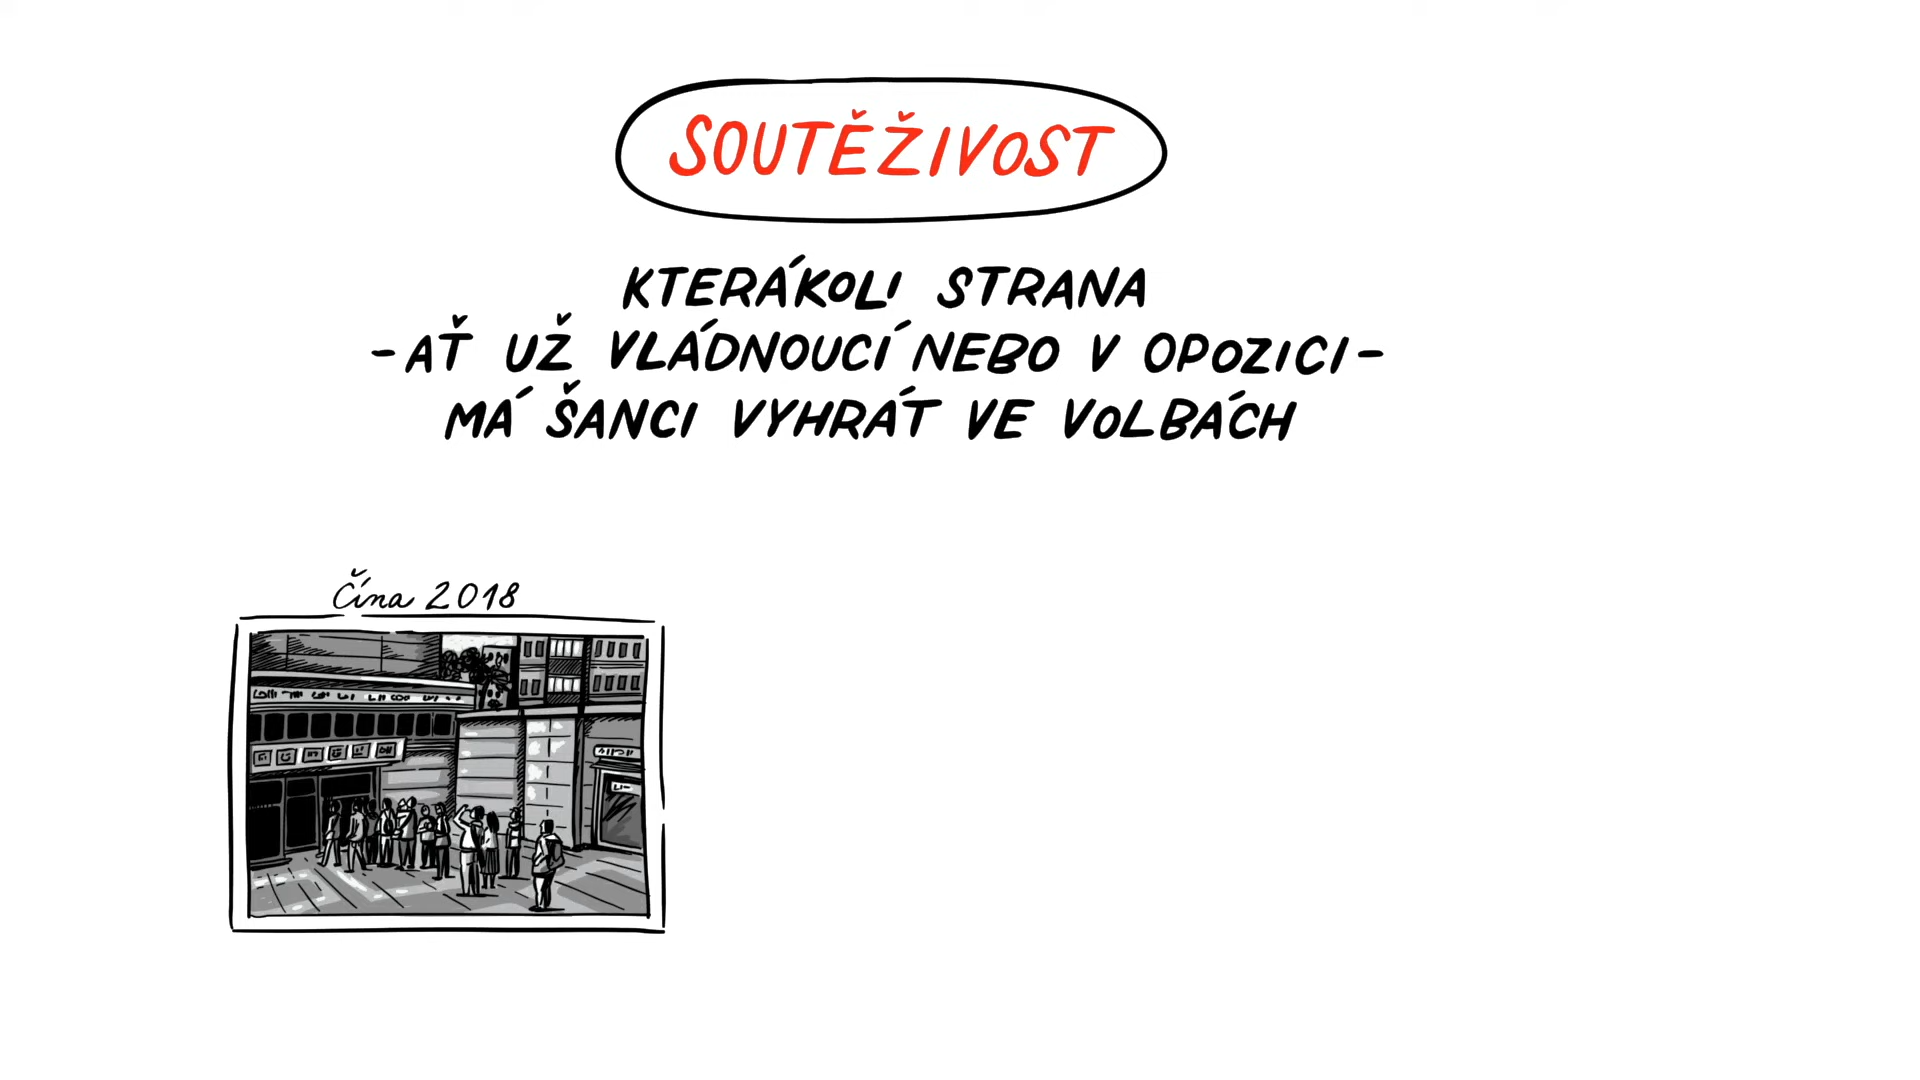 SOUTĚŽIVOST
KTERÁKOLI STRANA
-AŤ UŽ VLÁDNOUCÍ NEBO V OPOZICI-
MÁ ŠANCI VYHRÁT VE VOLBÁCH
Čína 2018